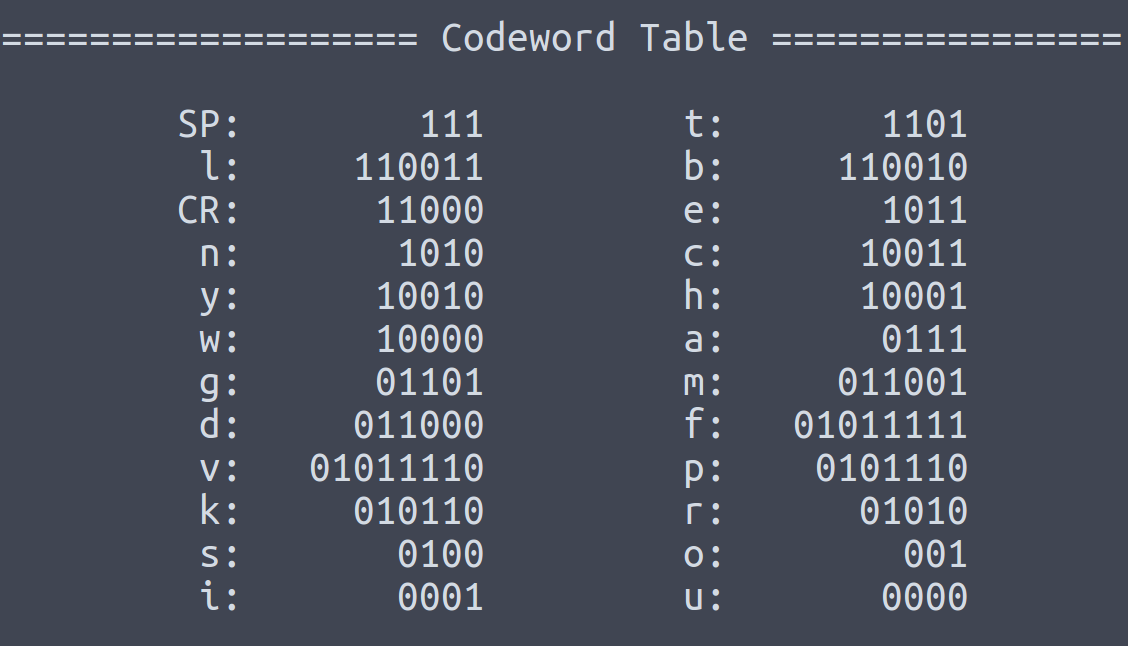 =================== Codeword Table ================
SP: 111 t: 1101
l: 110011 b: 110010
CR: 11000 e: 1011
n: 1010 c: 10011
y: 10010 h: 10001
w: 10000 a: 0111
g: 01101 m: 011001
d: 011000 f: 01011111
v: 01011110 p: 0101110
k: 010110 r: 01010
s: 0100 o: 001
i: 0001 u: 0000